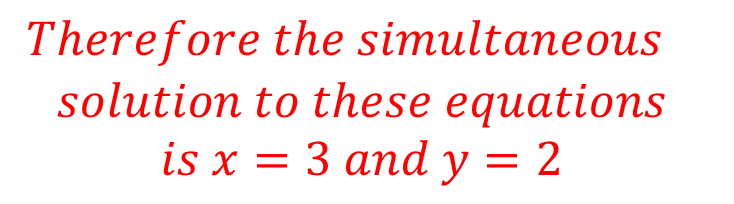 Therefore the simultaneous
solution to these equations
is x = 3 and y = 2